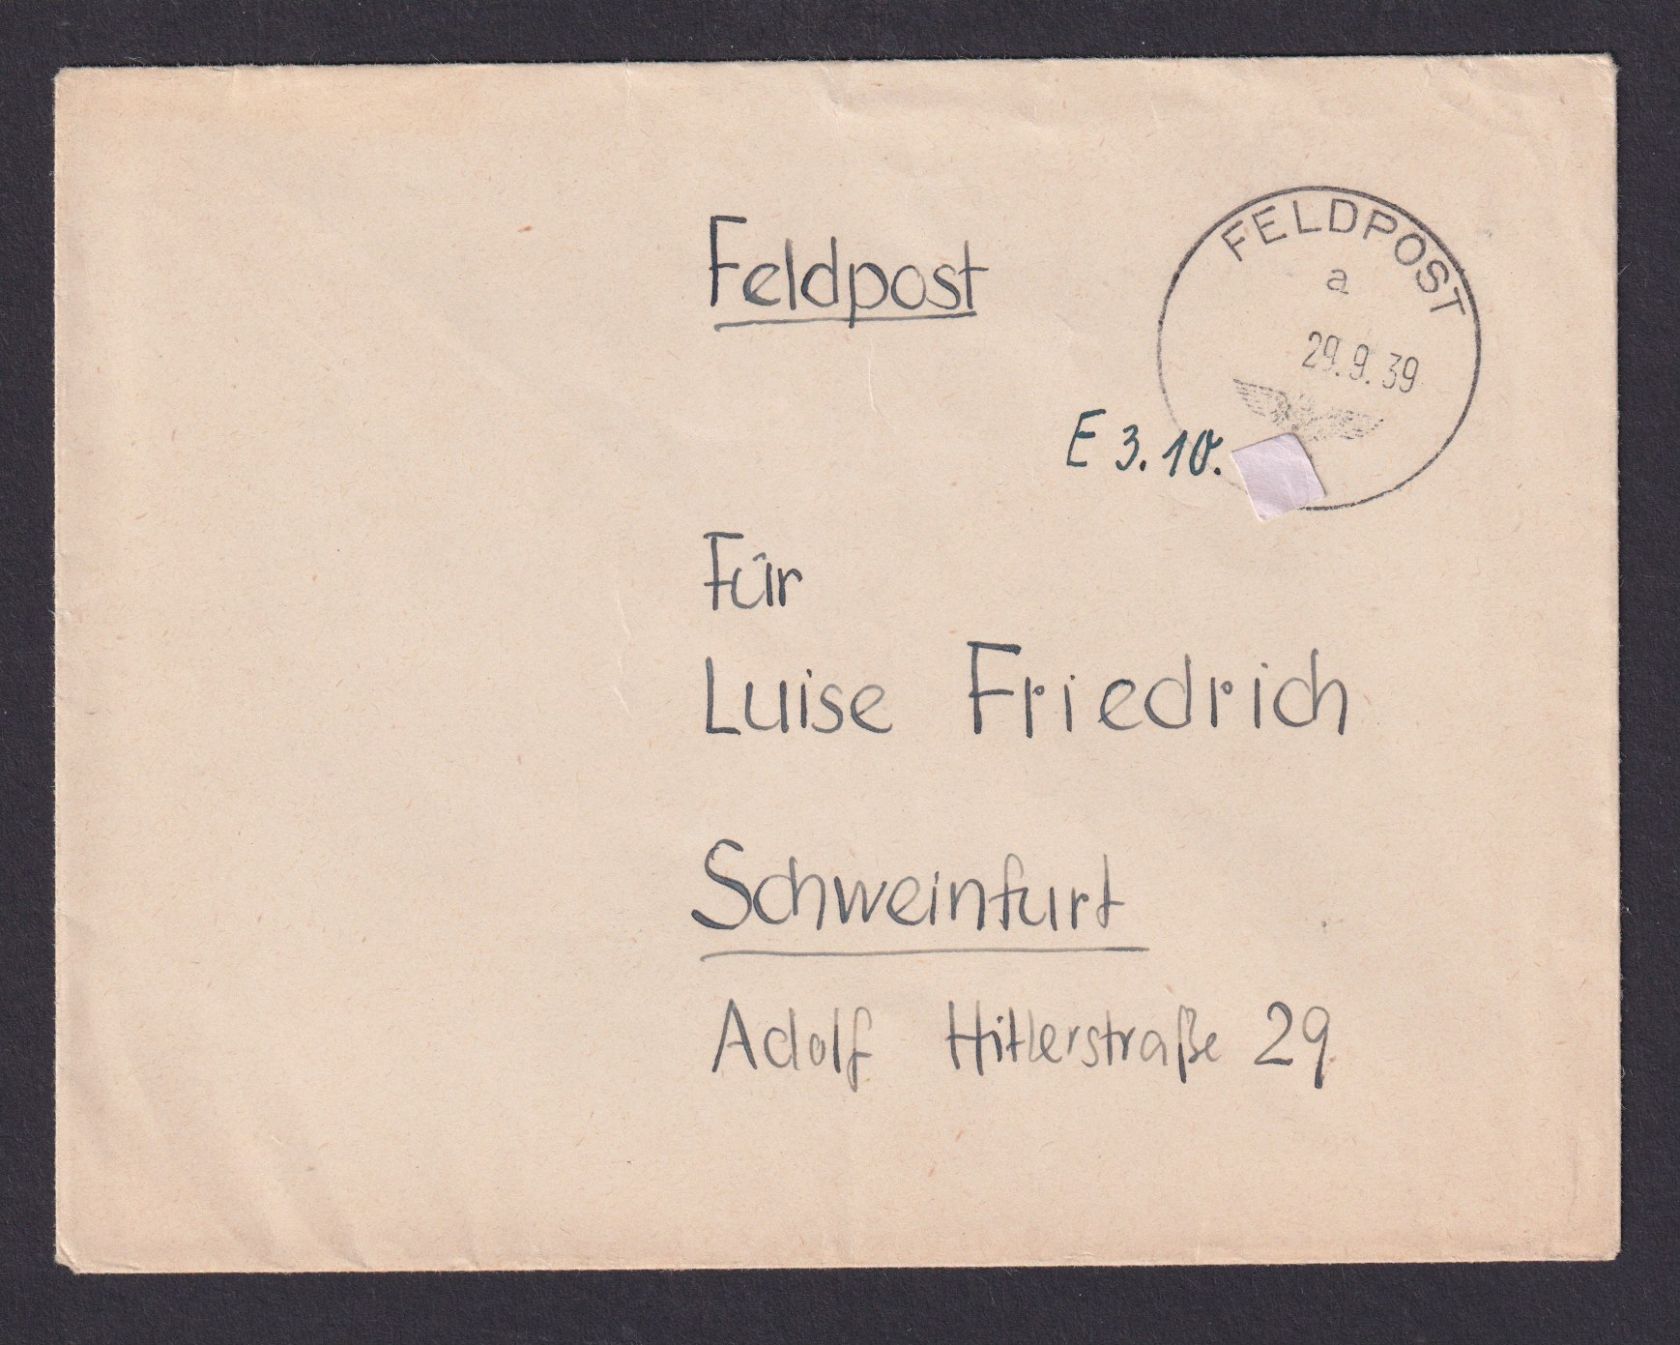 Feldpost
FELDPOST
a
29.9.39
E 3.10.
Für
Luise Friedrich
Schweinfurt
Adolf Hitlerstraße 29